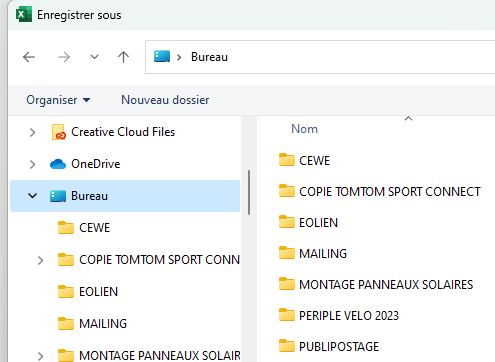 Enregistrer sous
Bureau
Organiser
Nouveau dossier
Creative Cloud Files
OneDrive
Bureau
CEWE
COPIE TOMTOM SPORT CONN
EOLIEN
MAILING
MONTAGE PANNEAUX SOLAIR
Nom
CEWE
COPIE TOMTOM SPORT CONNECT
EOLIEN
MAILING
MONTAGE PANNEAUX SOLAIRES
PERIPLE VELO 2023
PUBLIPOSTAGE